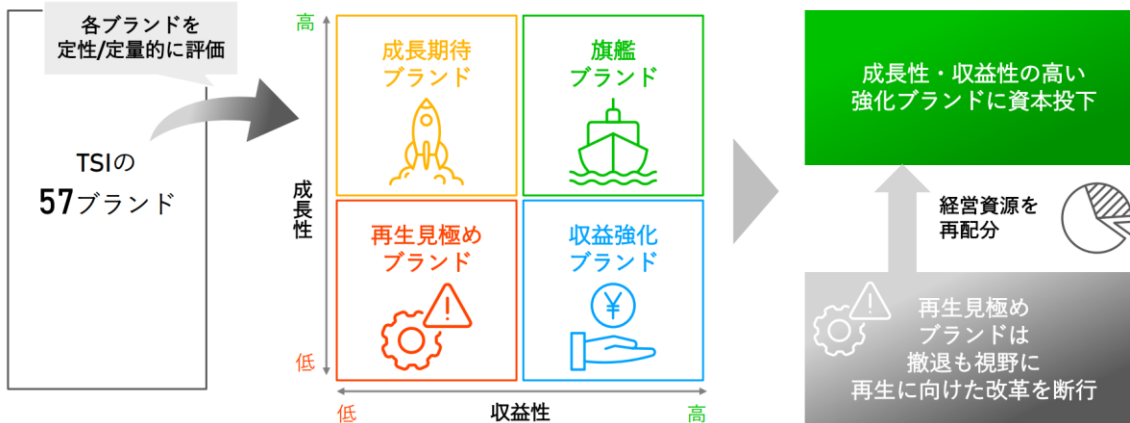 各ブランドを
定性/定量的に評価
TSIの
57ブランド
高
成長性
低
成長期待
ブランド
旗艦
ブランド
再生見極め
ブランド
収益強化
ブランド
¥
低
収益性
高
成長性・収益性の高い
強化ブランドに資本投下
経営資源を
再配分
再生見極め
ブランドは
撤退も視野に
再生に向けた改革を断行